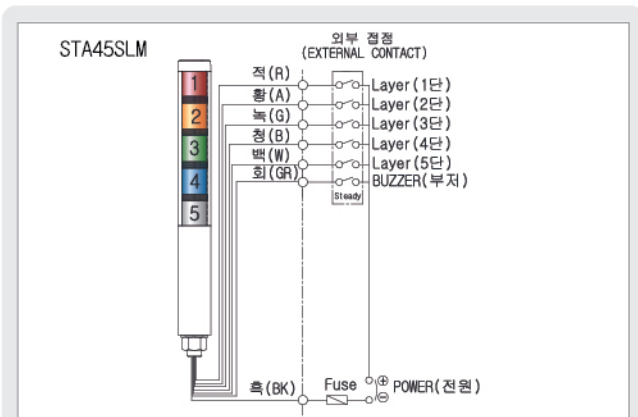 STA45SLM
외부 접점
(EXTERNAL CONTACT)
적(R)
Layer(1단)
황(A)
Layer(2단)
녹(G)
Layer(3단)
청(B)
Layer(4단)
백(W)
Layer(5단)
회(GR)
BUZZER(부저)
Steady
1
2
3
4
5
흑(BK)
Fuse
⊕
⊖
POWER(전원)